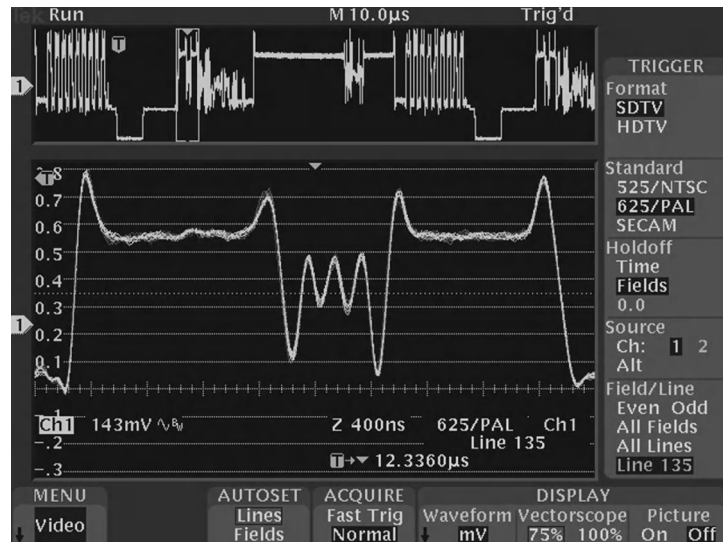 Tek Run M 10.0µs Trig'd
T
1
TRIGGER
Format
SDTV
HDTV
Standard
525/NTSC
625/PAL
SECAM
Holdoff
Time
Fields
0.0
Source
Ch: 1 2
Alt
Field/Line
Even Odd
All Fields
All Lines
Line 135
T
0.7
0.6
0.5
0.4
0.3
1
0.2
0.1
Ch1 143mV ∿BW Z 400ns 625/PAL Ch1
-.2 Line 135
T→▼ 12.3360µs
-.3
MENU AUTOSET ACQUIRE DISPLAY
Video Lines Fast Trig Waveform Vectorscope Picture
Fields Normal mV 75% 100% On Off